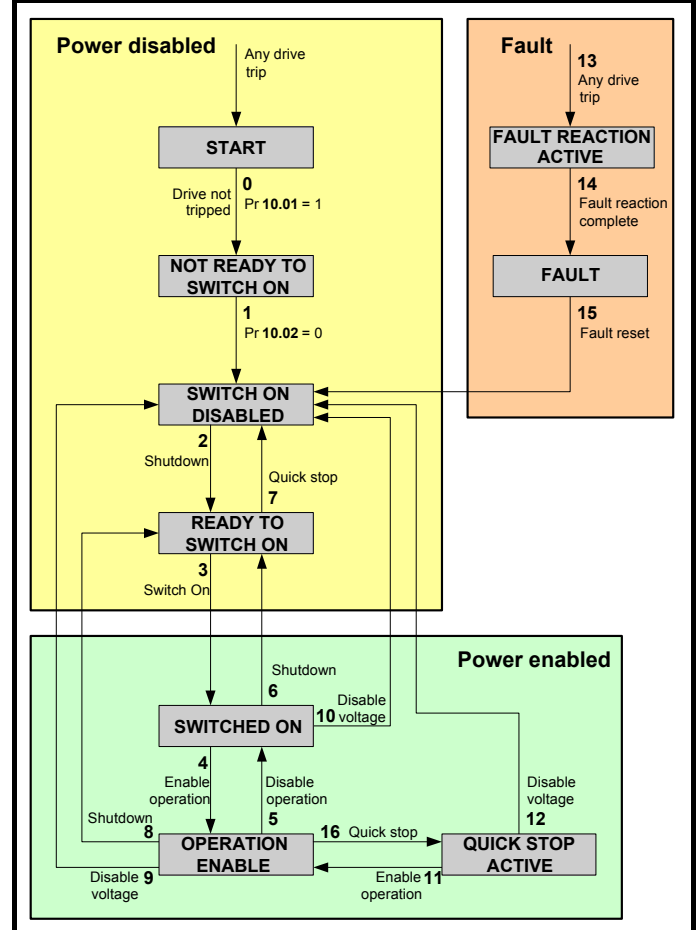 Power disabled
Any drive
trip
START
0
Drive not
tripped
Pr 10.01 = 1
NOT READY TO
SWITCH ON
1
Pr 10.02 = 0
SWITCH ON
DISABLED
2
Shutdown
Quick stop
7
READY TO
SWITCH ON
3
Switch On
Fault
13
Any drive
trip
FAULT REACTION
ACTIVE
14
Fault reaction
complete
FAULT
15
Fault reset
Power enabled
Shutdown
6
SWITCHED ON
10
Disable
voltage
4
Enable
operation
Disable
operation
5
Shutdown
8
OPERATION
ENABLE
Disable
voltage
9
16 Quick stop
Enable
operation
11
Disable
voltage
12
QUICK STOP
ACTIVE